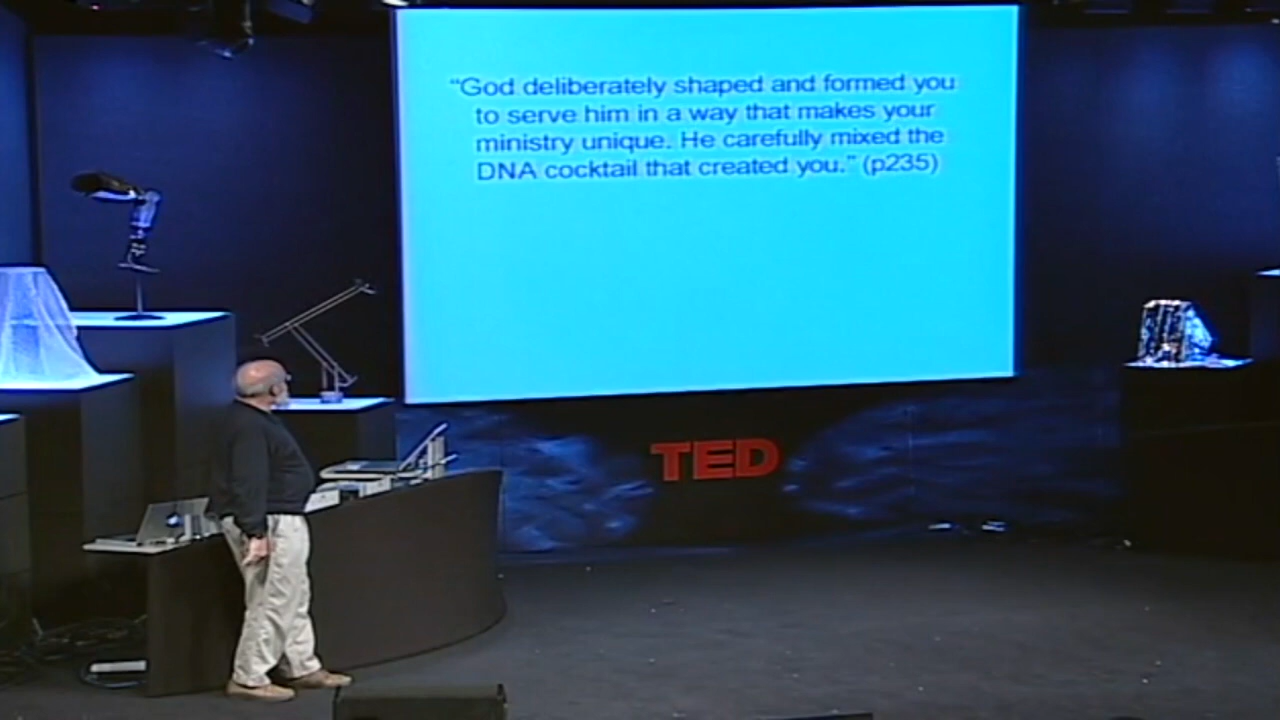 “God deliberately shaped and formed you
to serve him in a way that makes your
ministry unique. He carefully mixed the
DNA cocktail that created you.” (p235)
TED